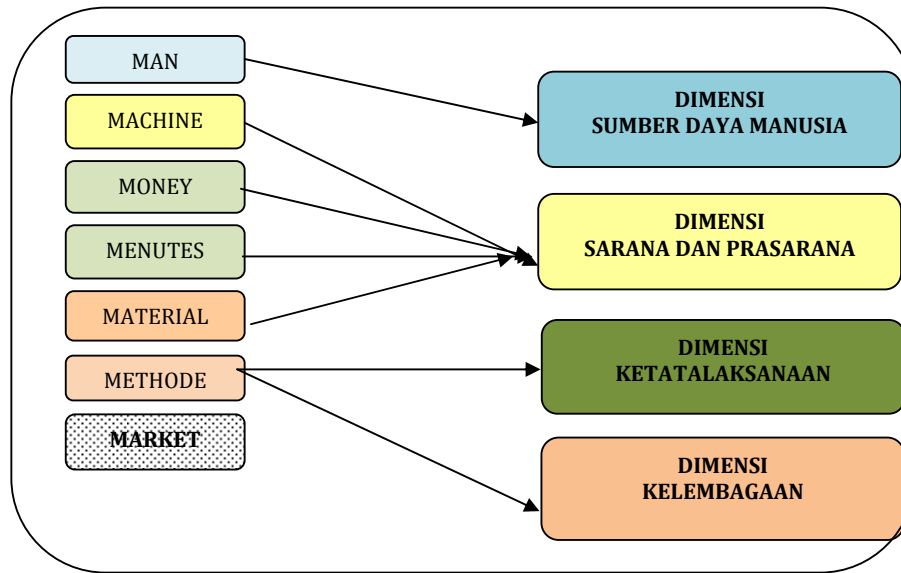 MAN
MACHINE
MONEY
MENUTES
MATERIAL
METHODE
MARKET
DIMENSI
SUMBER DAYA MANUSIA
DIMENSI
SARANA DAN PRASARANA
DIMENSI
KETATALAKSANAAN
DIMENSI
KELEMBAGAAN